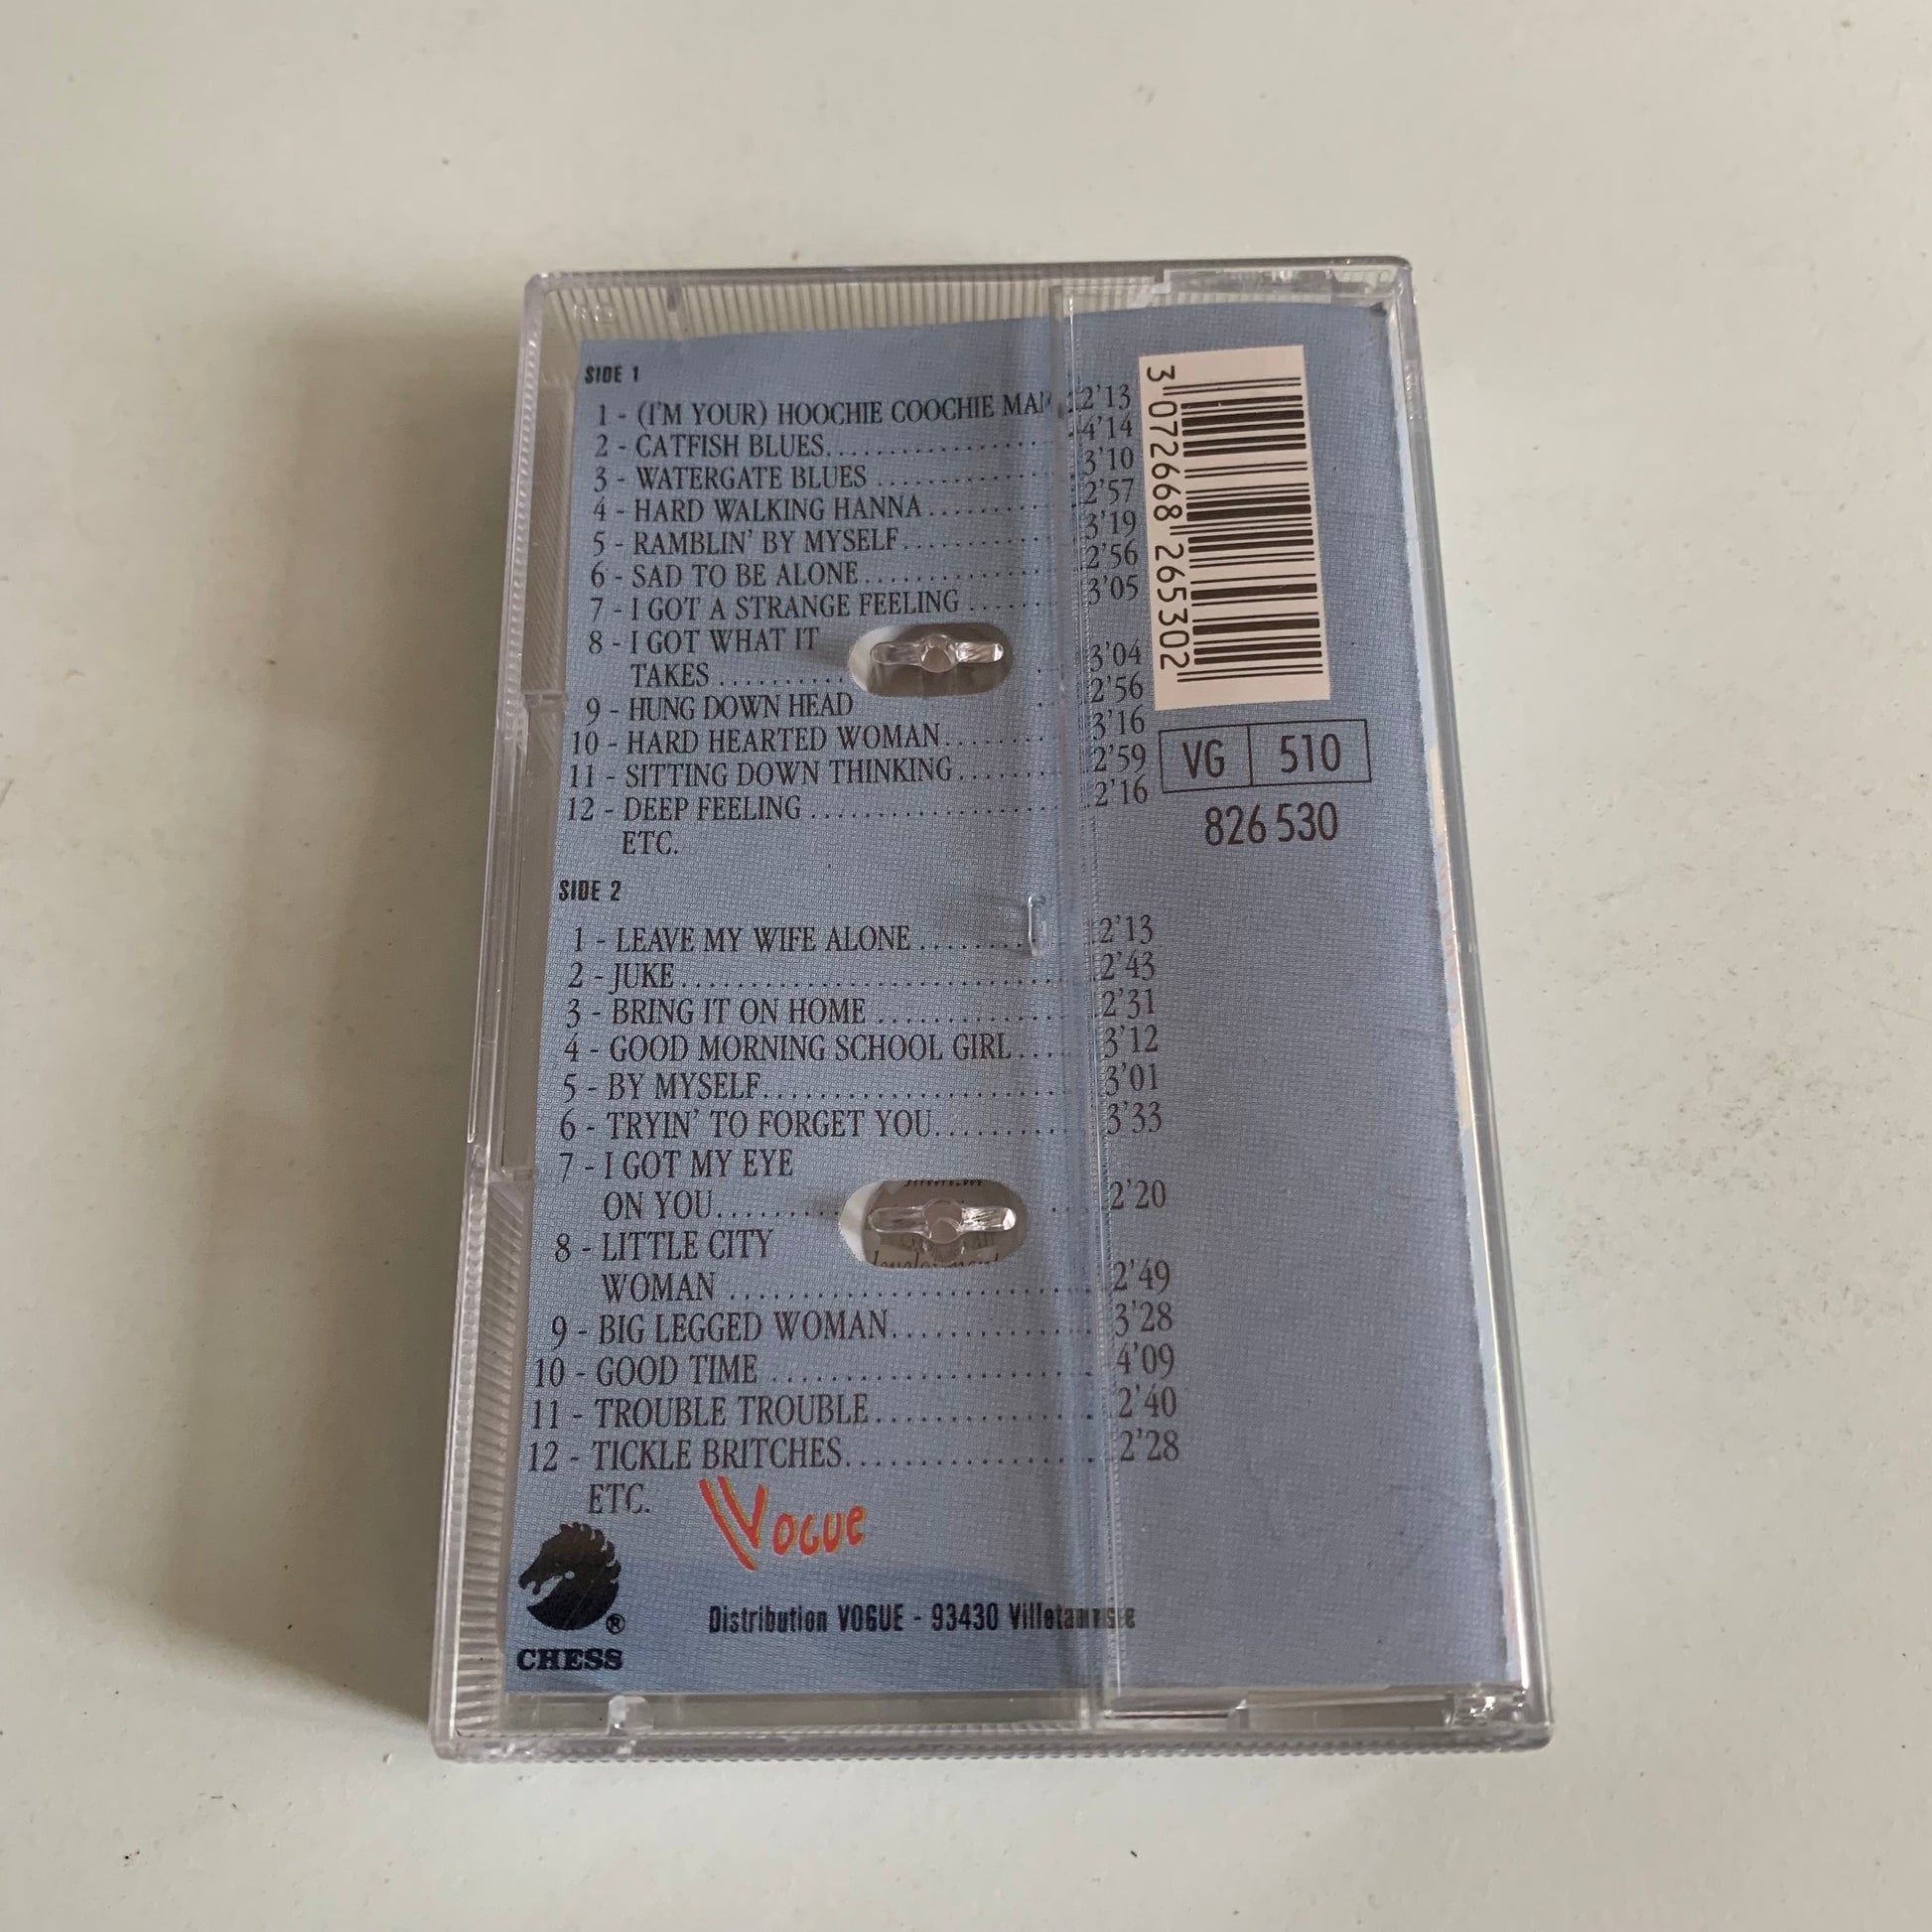 SIDE 1
1 - (I'M YOUR) HOOCHIE COOCHIE MAN 2'13
2 - CATFISH BLUES 4'14
3 - WATERGATE BLUES 3'10
4 - HARD WALKING HANNA 2'57
5 - RAMBLIN' BY MYSELF 3'19
6 - SAD TO BE ALONE 2'56
7 - I GOT A STRANGE FEELING 3'05
8 - I GOT WHAT IT
TAKES 3'04
9 - HUNG DOWN HEAD 2'56
10 - HARD HEARTED WOMAN 3'16
11 - SITTING DOWN THINKING 2'59
12 - DEEP FEELING 2'16
ETC.
3 072668 265302
VG 510
826 530
SIDE 2
1 - LEAVE MY WIFE ALONE 2'13
2 - JUKE 2'43
3 - BRING IT ON HOME 2'31
4 - GOOD MORNING SCHOOL GIRL 3'12
5 - BY MYSELF 3'01
6 - TRYIN' TO FORGET YOU 3'33
7 - I GOT MY EYE
ON YOU 2'20
8 - LITTLE CITY
WOMAN 2'49
9 - BIG LEGGED WOMAN 3'28
10 - GOOD TIME 4'09
11 - TROUBLE TROUBLE 2'40
12 - TICKLE BRITCHES 2'28
ETC.
VOGUE
®
CHESS
Distribution VOGUE - 93430 Villetaneuse